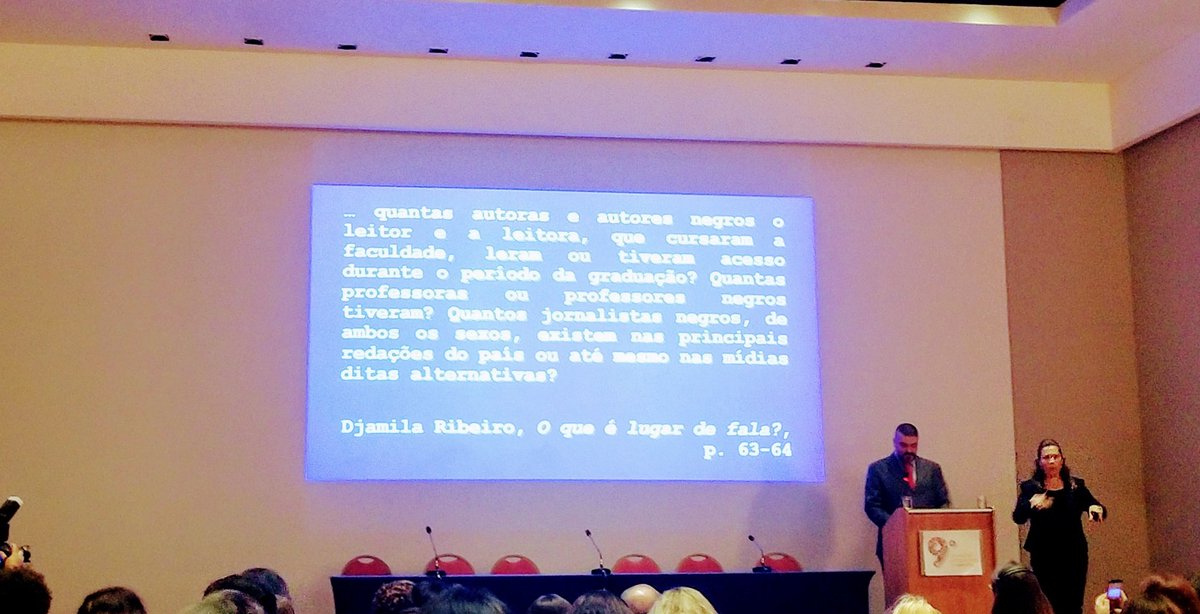 … quantas autoras e autores negros o
leitor e a leitora, que cursaram a
faculdade, leram ou tiveram acesso
durante o período da graduação? Quantas
professoras ou professores negros
tiveram? Quantos jornalistas negros, de
ambos os sexos, existem nas principais
redações do país ou até mesmo nas mídias
ditas alternativas?
Djamila Ribeiro, O que é lugar de fala?,
p. 63-64
9º